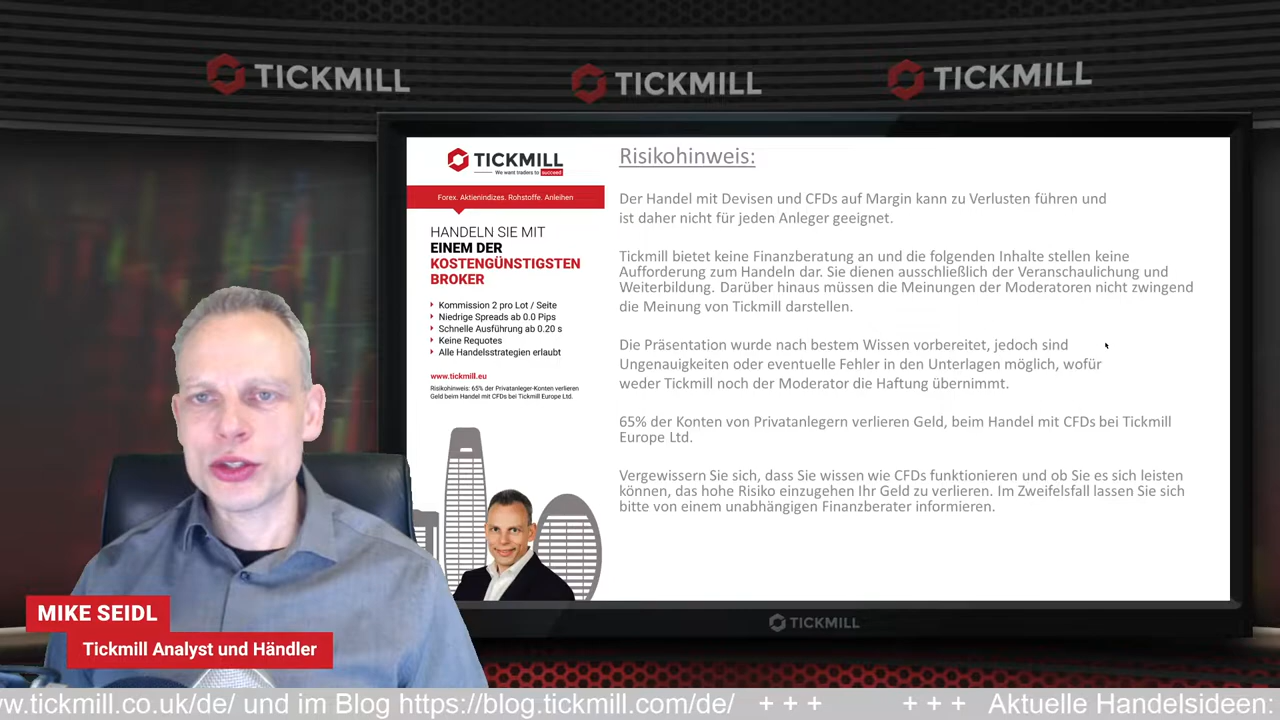 TICKMILL
TICKMILL
TICKMILL
TICKMILL
We want traders to succeed
Forex. Aktienindizes. Rohstoffe. Anleihen
HANDELN SIE MIT
EINEM DER
KOSTENGÜNSTIGSTEN
BROKER
Kommission 2 pro Lot / Seite
Niedrige Spreads ab 0.0 Pips
Schnelle Ausführung ab 0.20 s
Keine Requotes
Alle Handelsstrategien erlaubt
www.tickmill.eu
Risikohinweis: 65% der Privatanleger-Konten verlieren
Geld beim Handel mit CFDs bei Tickmill Europe Ltd.
Risikohinweis:
Der Handel mit Devisen und CFDs auf Margin kann zu Verlusten führen und
ist daher nicht für jeden Anleger geeignet.
Tickmill bietet keine Finanzberatung an und die folgenden Inhalte stellen keine
Aufforderung zum Handeln dar. Sie dienen ausschließlich der Veranschaulichung und
Weiterbildung. Darüber hinaus müssen die Meinungen der Moderatoren nicht zwingend
die Meinung von Tickmill darstellen.
Die Präsentation wurde nach bestem Wissen vorbereitet, jedoch sind
Ungenauigkeiten oder eventuelle Fehler in den Unterlagen möglich, wofür
weder Tickmill noch der Moderator die Haftung übernimmt.
65% der Konten von Privatanlegern verlieren Geld, beim Handel mit CFDs bei Tickmill
Europe Ltd.
Vergewissern Sie sich, dass Sie wissen wie CFDs funktionieren und ob Sie es sich leisten
können, das hohe Risiko einzugehen Ihr Geld zu verlieren. Im Zweifelsfall lassen Sie sich
bitte von einem unabhängigen Finanzberater informieren.
TICKMILL
MIKE SEIDL
Tickmill Analyst und Händler
w.tickmill.co.uk/de/ und im Blog https://blog.tickmill.com/de/ + + + + + + Aktuelle Handelsideen: